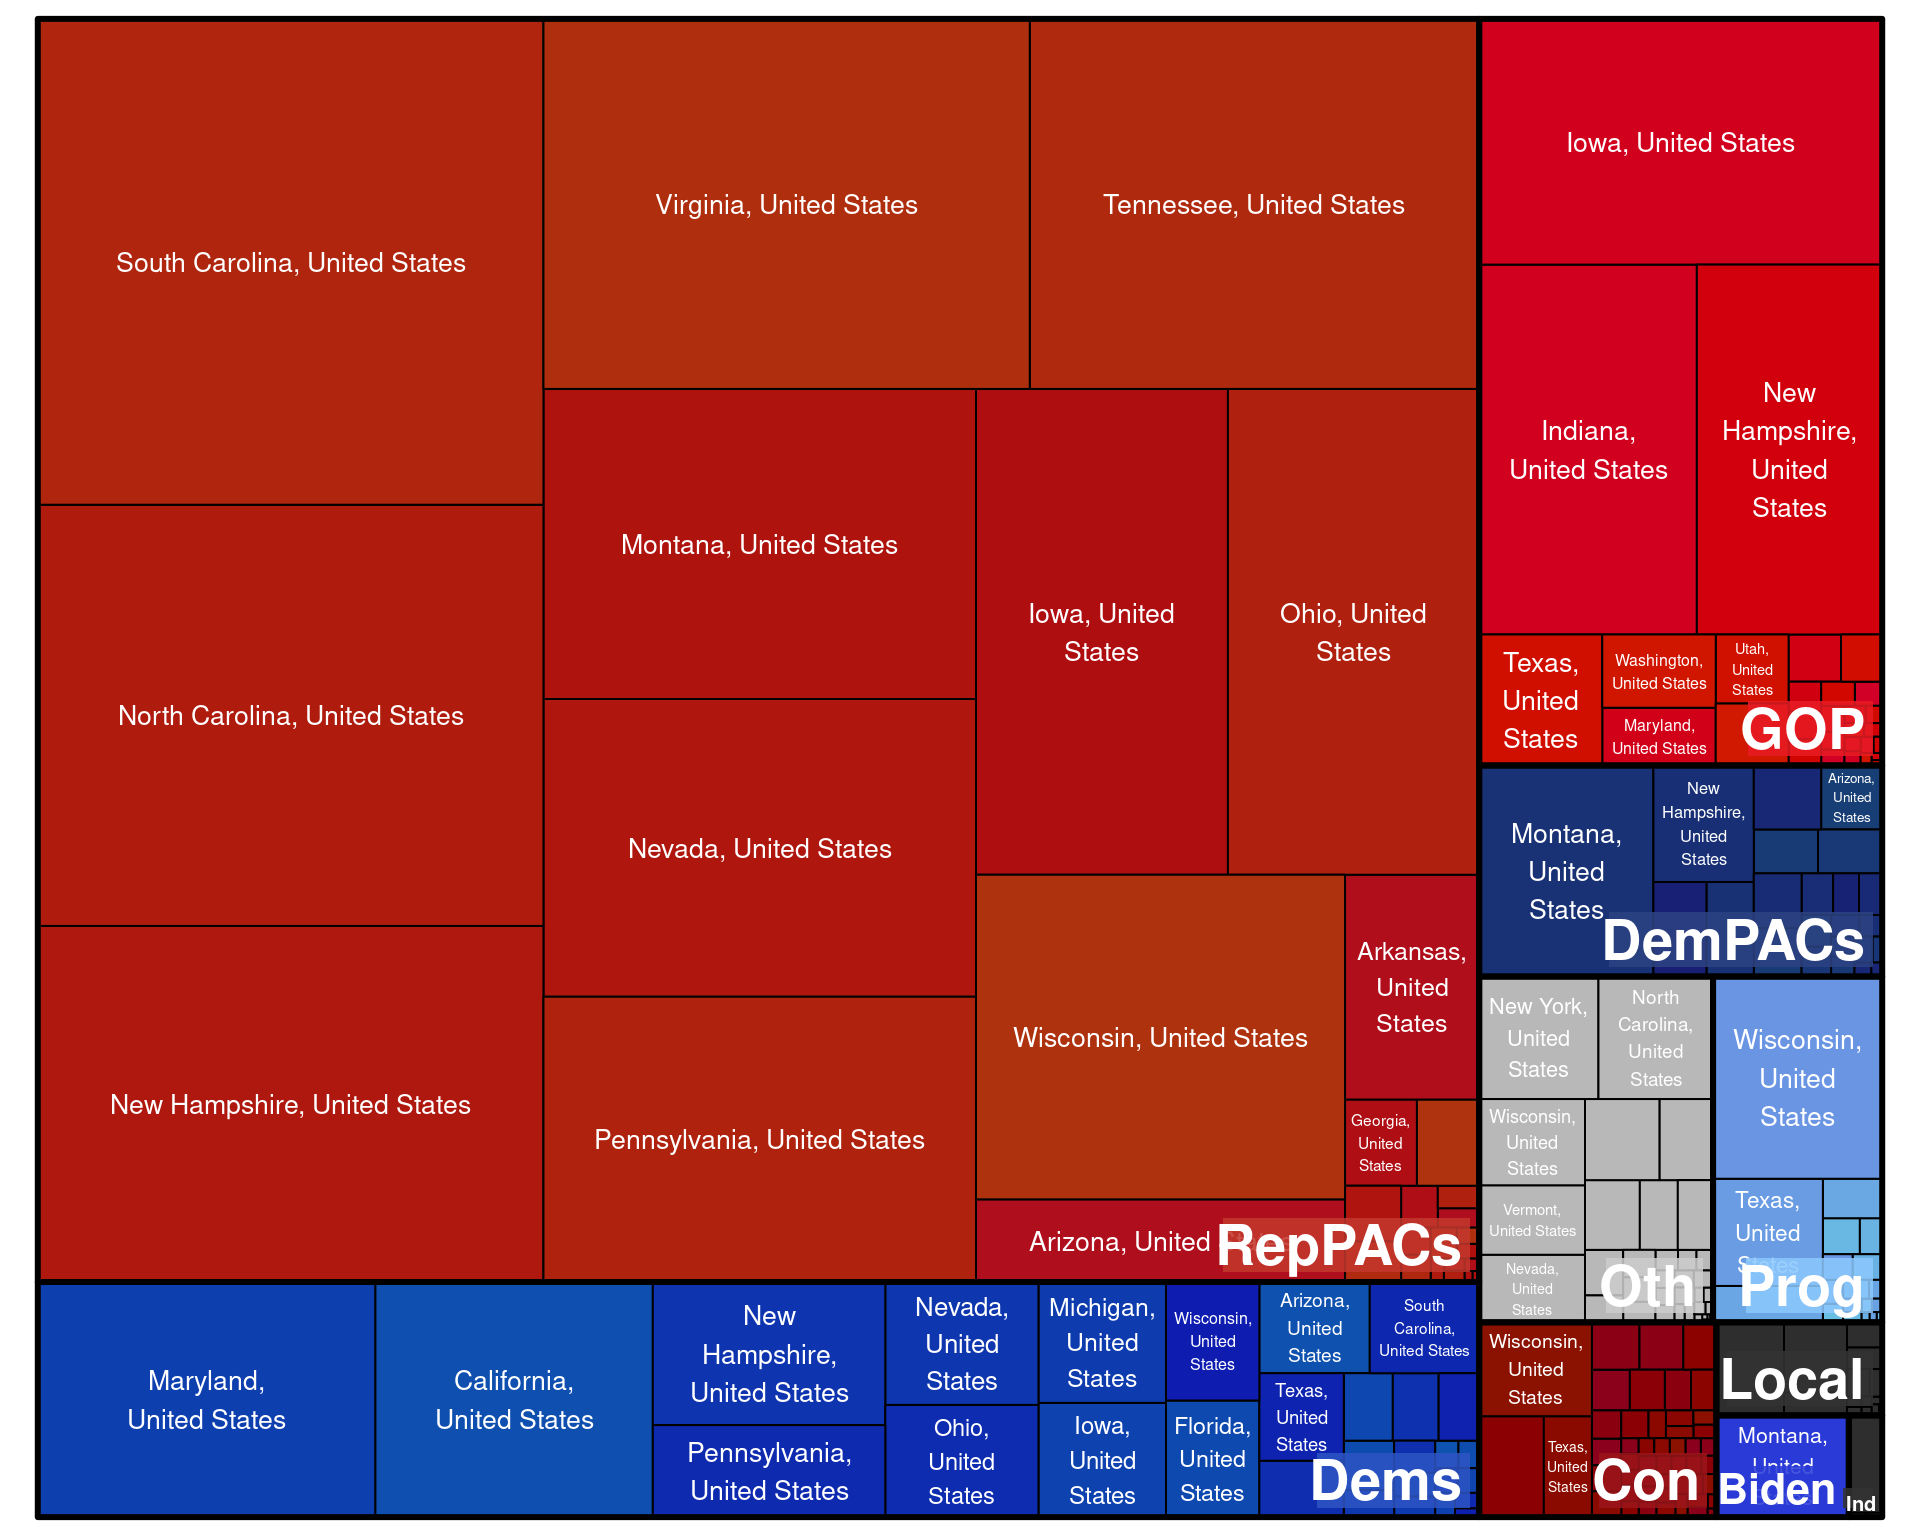 South Carolina, United States
North Carolina, United States
New Hampshire, United States
Virginia, United States
Tennessee, United States
Montana, United States
Nevada, United States
Pennsylvania, United States
Iowa, United
States
Ohio, United
States
Wisconsin, United States
Arkansas,
United
States
Georgia,
United
States
Arizona, United
RepPACs
Iowa, United States
Indiana,
United States
New
Hampshire,
United
States
Texas,
United
States
Washington,
United States
Maryland,
United States
Utah,
United
States
GOP
Montana,
United
States
New
Hampshire,
United
States
Arizona,
United
States
DemPACs
New York,
United
States
North
Carolina,
United
States
Wisconsin,
United
States
Vermont,
United States
Nevada,
United
States
Oth
Wisconsin,
United
States
Texas,
United
States
Prog
Maryland,
United States
California,
United States
New
Hampshire,
United States
Pennsylvania,
United States
Nevada,
United
States
Ohio,
United
States
Michigan,
United
States
Iowa,
United
States
Wisconsin,
United
States
Florida,
United
States
Arizona,
United
States
South
Carolina,
United States
Texas,
United
States
Dems
Wisconsin,
United
States
Texas,
United
States
Con
Local
Montana,
United
Biden
Ind